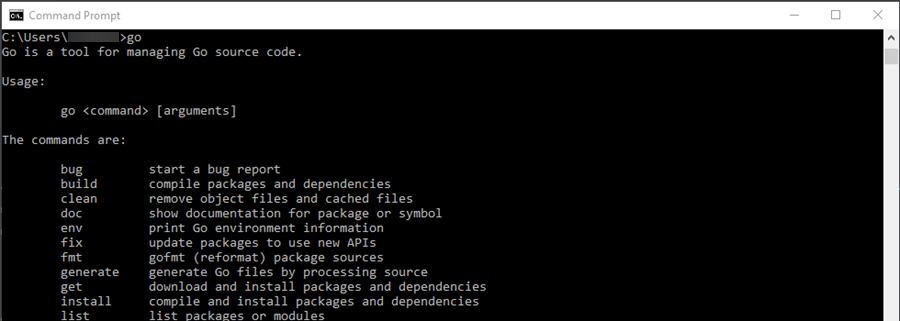 Command Prompt
C:\Users\ >go
Go is a tool for managing Go source code.
Usage:
go <command> [arguments]
The commands are:
bug start a bug report
build compile packages and dependencies
clean remove object files and cached files
doc show documentation for package or symbol
env print Go environment information
fix update packages to use new APIs
fmt gofmt (reformat) package sources
generate generate Go files by processing source
get download and install packages and dependencies
install compile and install packages and dependencies
list list packages or modules